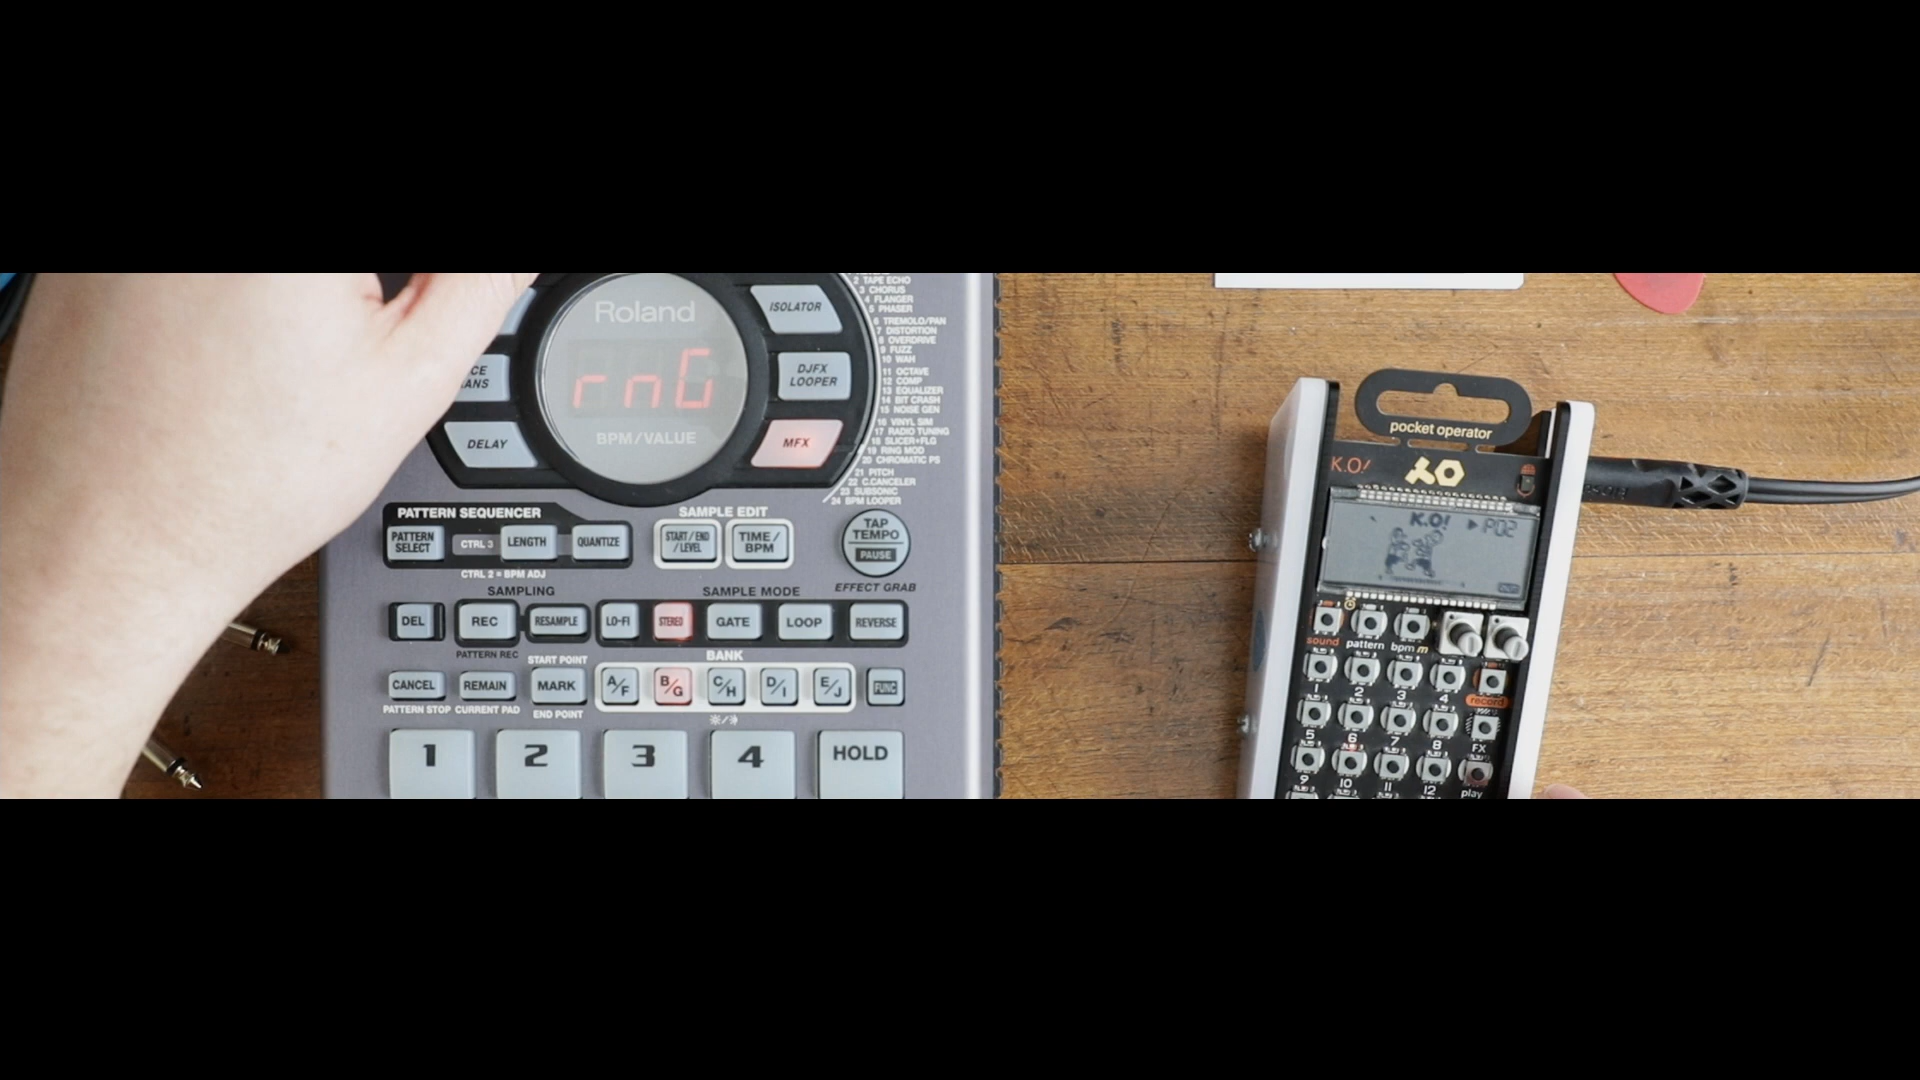 Roland
rnG
BPM/VALUE
ISOLATOR
DJFX
LOOPER
MFX
DELAY
2 TAPE ECHO
3 CHORUS
4 FLANGER
5 PHASER
6 TREMOLO/PAN
7 DISTORTION
8 OVERDRIVE
9 FUZZ
10 WAH
11 OCTAVE
12 COMP
13 EQUALIZER
14 BIT CRASH
15 NOISE GEN
16 VINYL SIM
17 RADIO TUNING
18 SLICER+FLG
19 RING MOD
20 CHROMATIC PS
21 PITCH
22 C.CANCELER
23 SUBSONIC
24 BPM LOOPER
PATTERN SEQUENCER
PATTERN
SELECT
CTRL 3
LENGTH
QUANTIZE
CTRL 2 = BPM ADJ
SAMPLE EDIT
START/END
/LEVEL
TIME/
BPM
TAP
TEMPO
PAUSE
EFFECT GRAB
SAMPLING
SAMPLE MODE
DEL
REC
RESAMPLE
LO-FI
STEREO
GATE
LOOP
REVERSE
PATTERN REC
START POINT
BANK
CANCEL
REMAIN
MARK
A/F
B/G
C/H
D/I
E/J
FUNC
PATTERN STOP
CURRENT PAD
END POINT
1
2
3
4
HOLD
pocket operator
K.O!
K.O!
P02
sound
pattern
bpm
1
2
3
4
record
5
6
7
8
FX
9
10
11
12
play